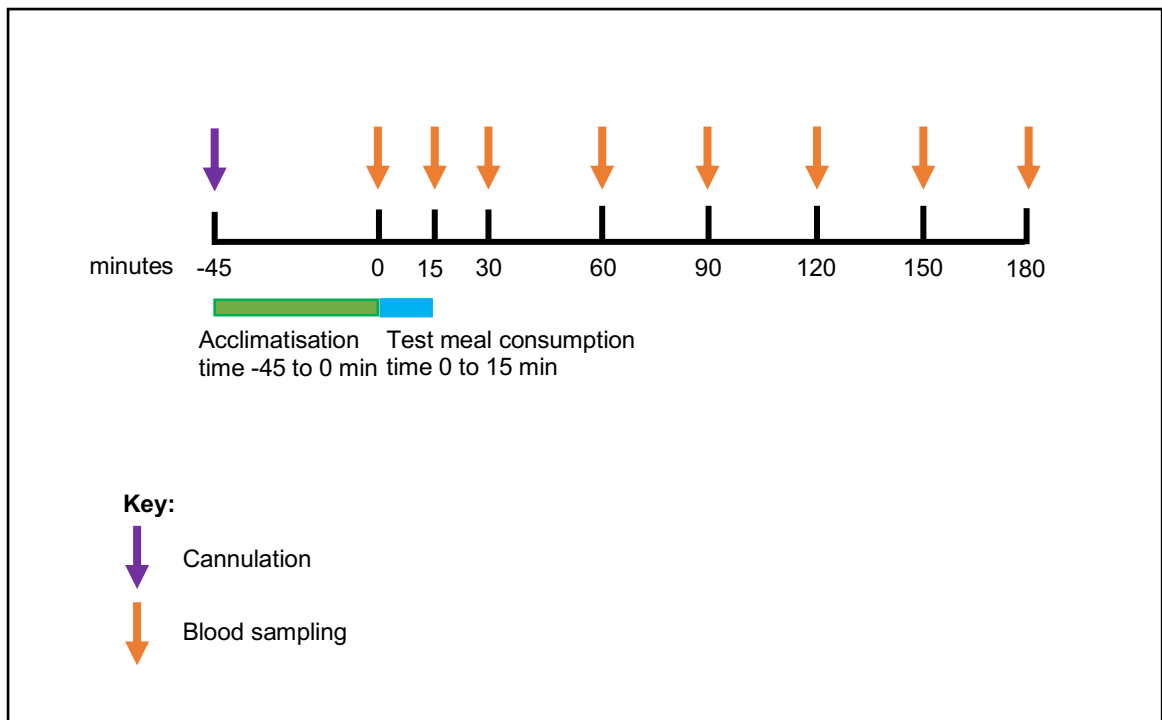 minutes -45 0 15 30 60 90 120 150 180
Acclimatisation
time -45 to 0 min
Test meal consumption
time 0 to 15 min
Key:
Cannulation
Blood sampling